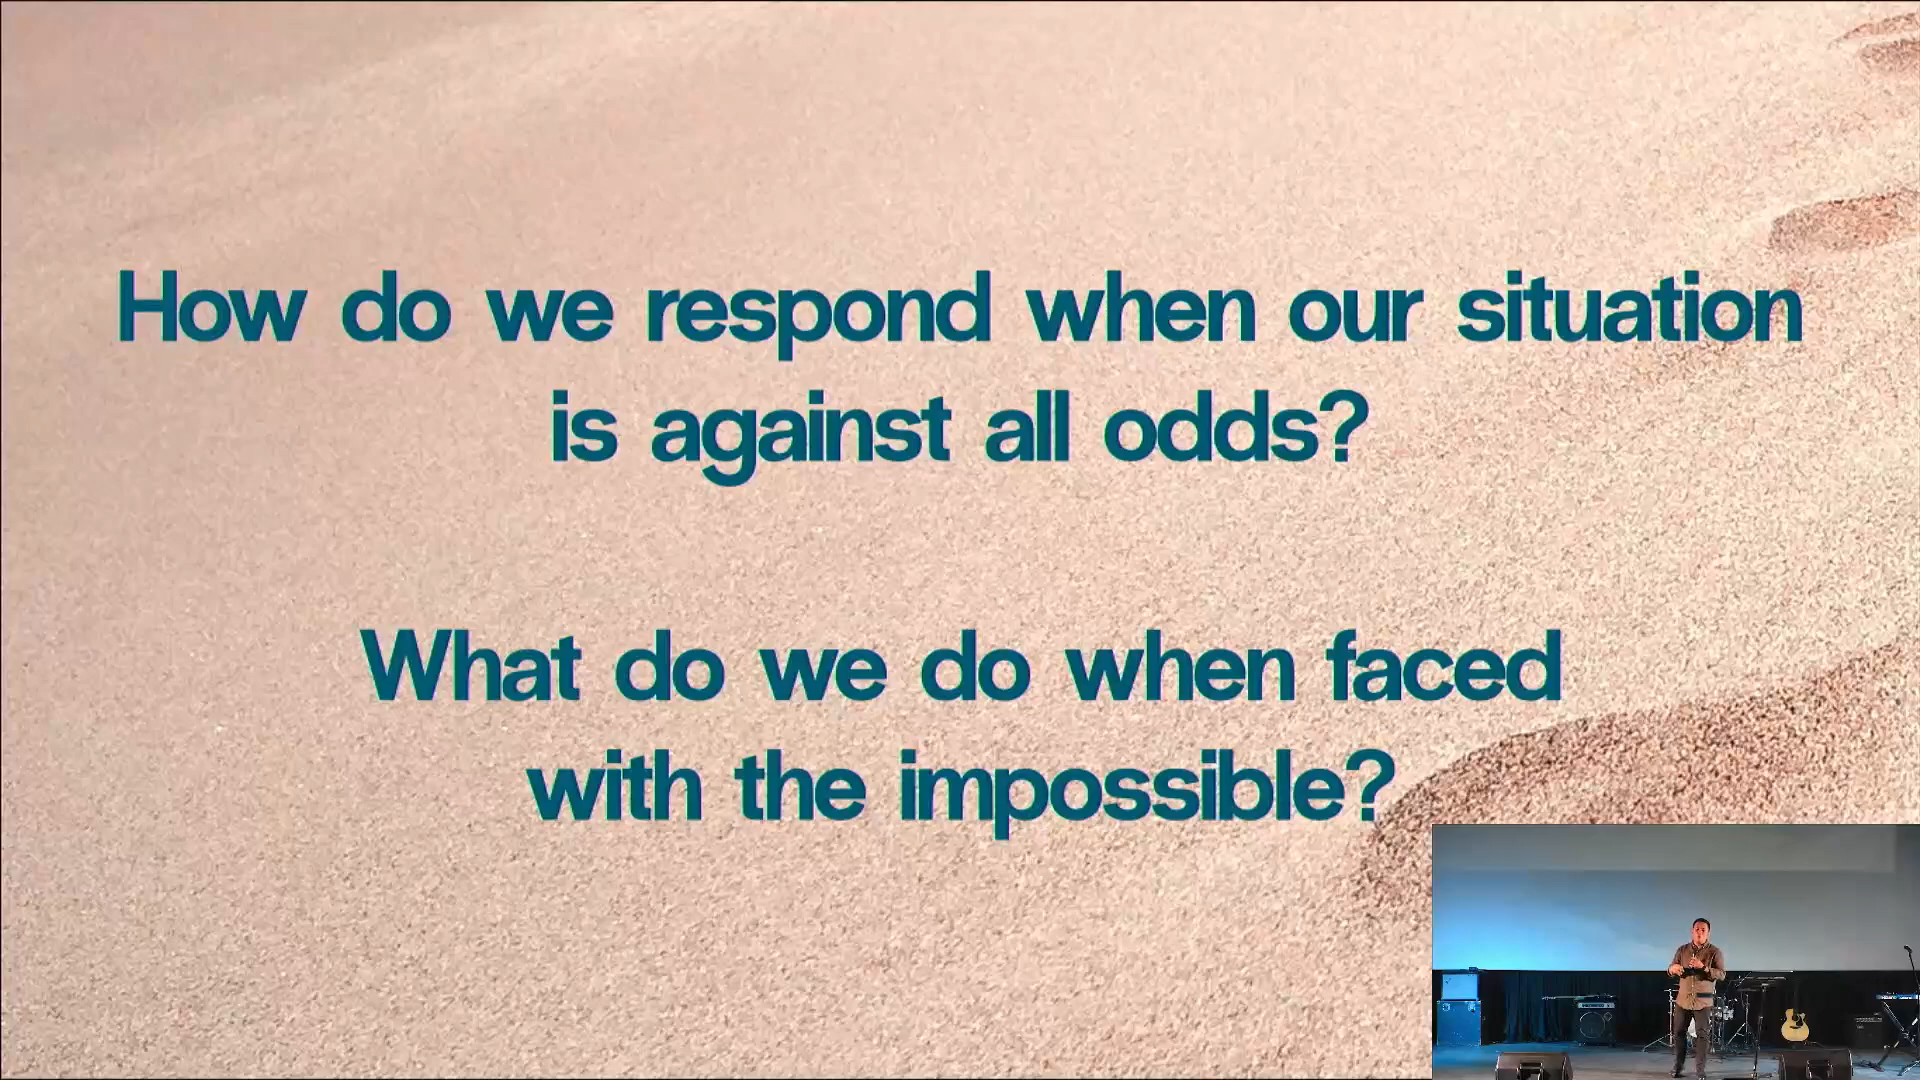 How do we respond when our situation
is against all odds?
What do we do when faced
with the impossible?